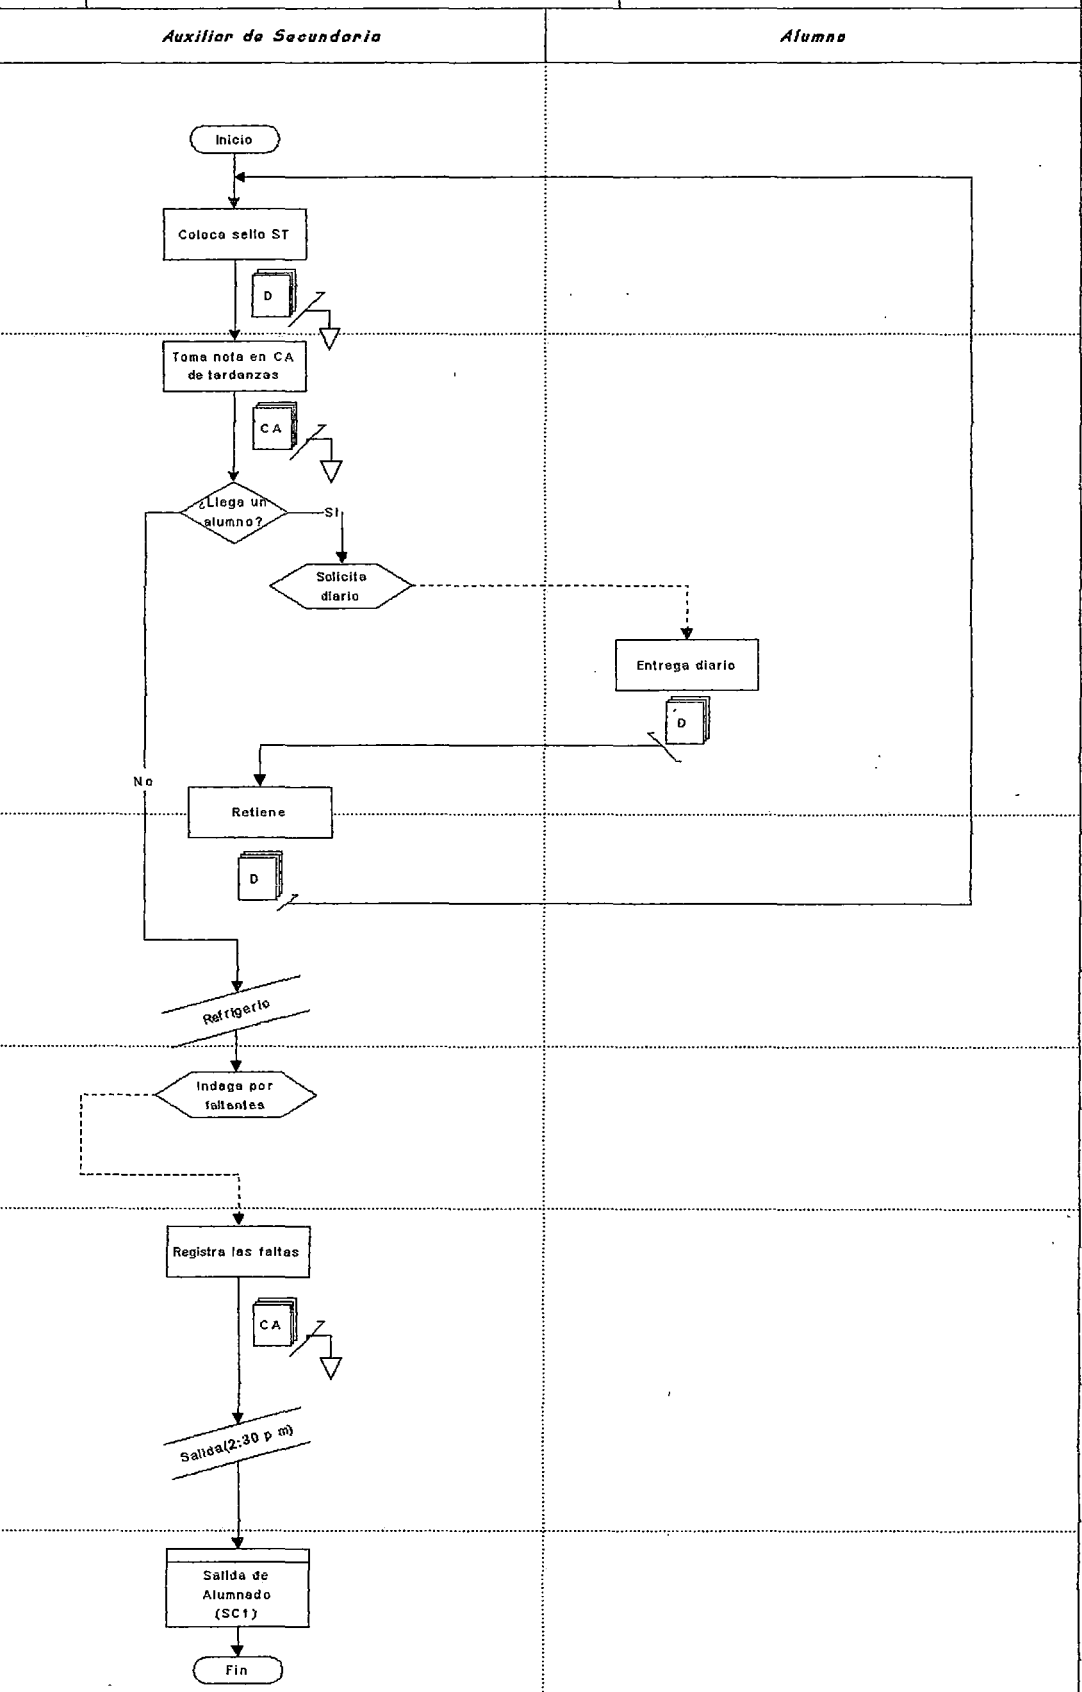 Auxiliar de Secundaria
Alumno
Inicio
Coloca sello ST
D
Toma nota en CA
de tardanzas
CA
¿Llega un
alumno?
SI
Solicita
diario
Entrega diario
D
No
Retiene
D
Refrigerio
Indaga por
faltantes
Registra las faltas
CA
Salida(2:30 p m)
Salida de
Alumnado
(SC1)
Fin